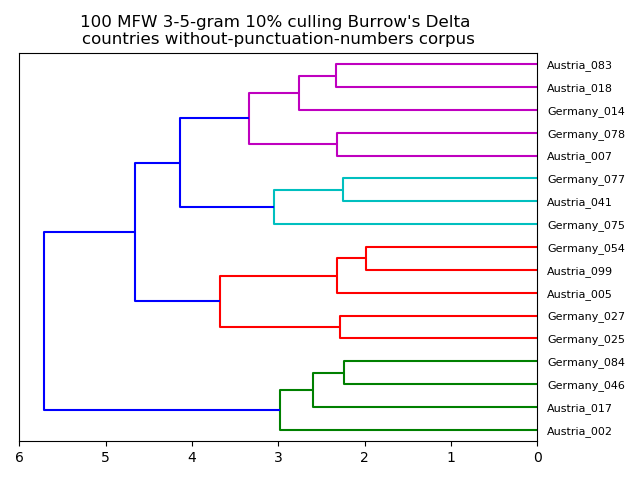 100 MFW 3-5-gram 10% culling Burrow's Delta
countries without-punctuation-numbers corpus
Austria_083
Austria_018
Germany_014
Germany_078
Austria_007
Germany_077
Austria_041
Germany_075
Germany_054
Austria_099
Austria_005
Germany_027
Germany_025
Germany_084
Germany_046
Austria_017
Austria_002
6 5 4 3 2 1 0